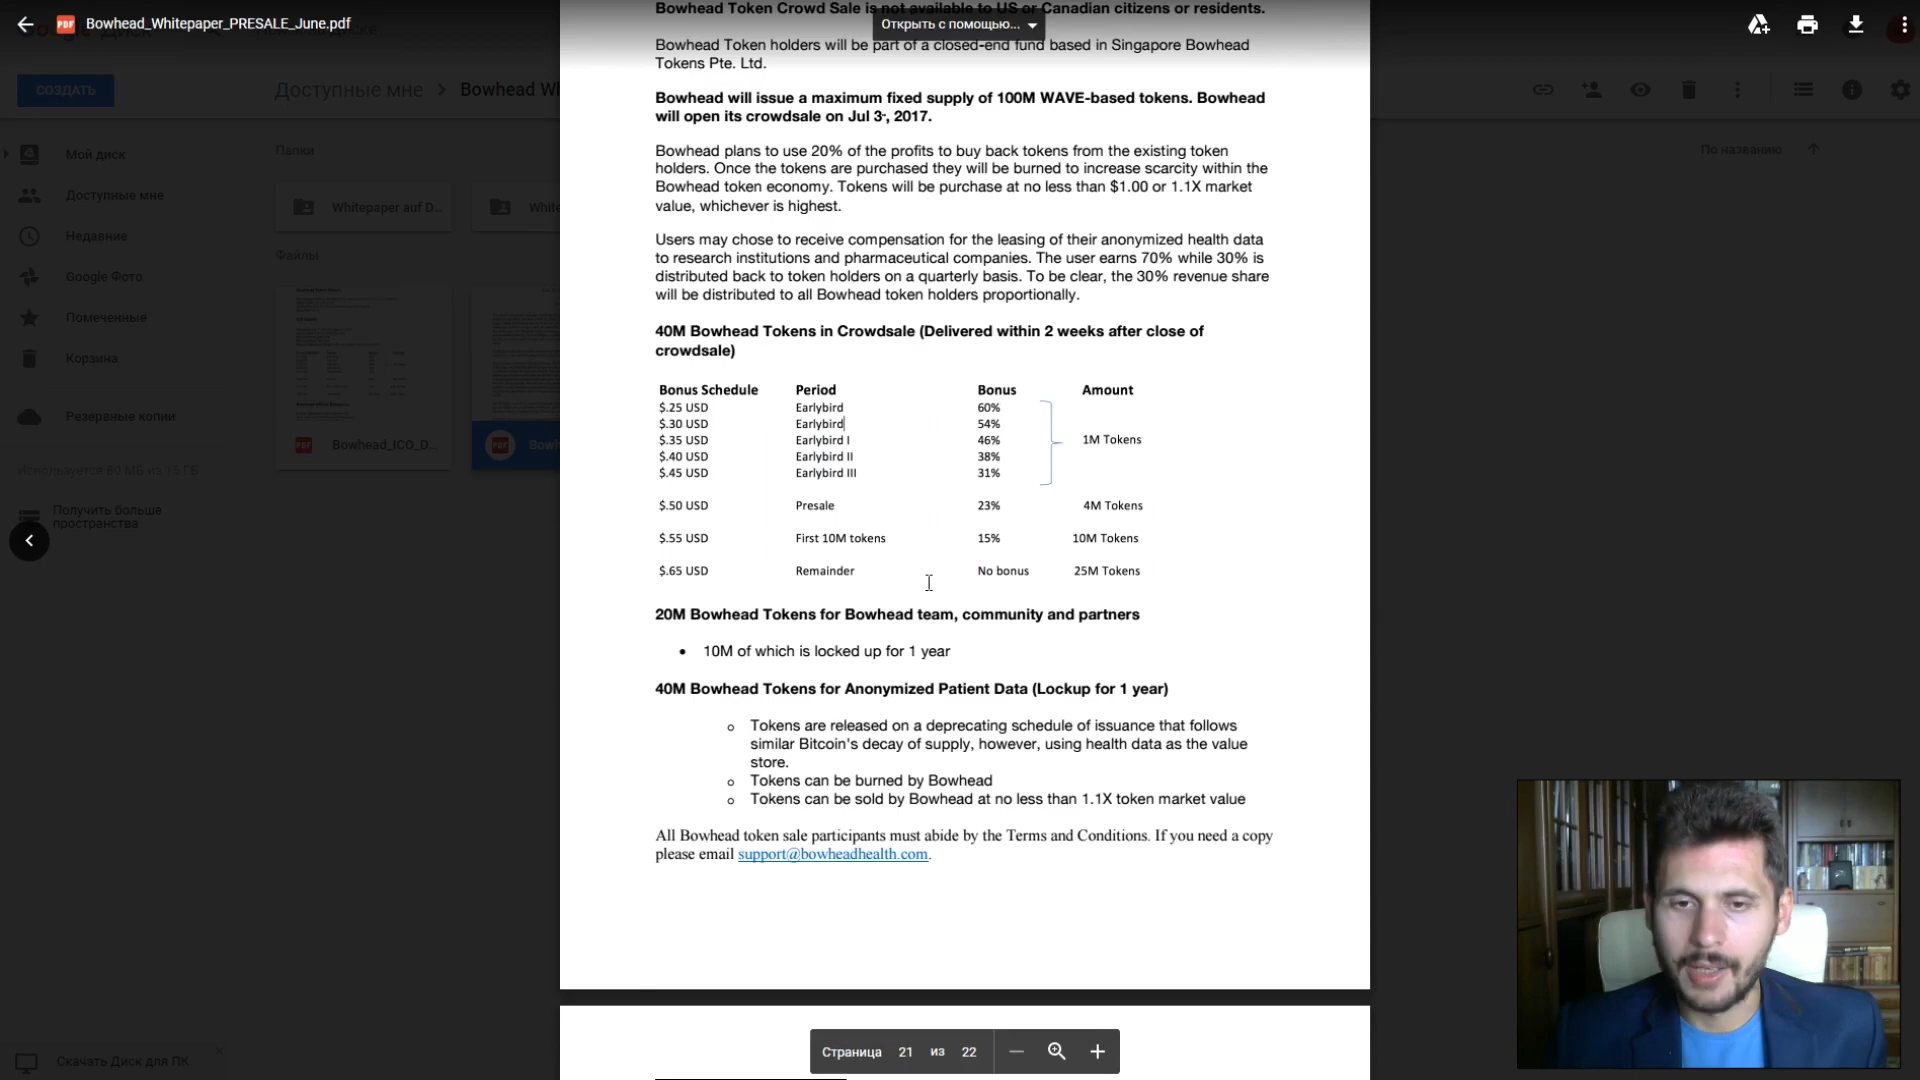 Bowhead_Whitepaper_PRESALE_June.pdf
Открыть с помощью...
СОЗДАТЬ
Доступные мне > Bowhead W
Мой диск
Доступные мне
Недавние
Google Фото
Помеченные
Корзина
Резервные копии
Используется 80 МБ из 15 ГБ
Получить больше
пространства
Скачать Диск для ПК
Папки
Whitepaper auf D...
White
Файлы
Bowhead_ICO_D...
Bowh
По названию
Bowhead Token Crowd Sale is not available to US or Canadian citizens or residents.
Bowhead Token holders will be part of a closed-end fund based in Singapore Bowhead
Tokens Pte. Ltd.
Bowhead will issue a maximum fixed supply of 100M WAVE-based tokens. Bowhead
will open its crowdsale on Jul 3, 2017.
Bowhead plans to use 20% of the profits to buy back tokens from the existing token
holders. Once the tokens are purchased they will be burned to increase scarcity within the
Bowhead token economy. Tokens will be purchase at no less than $1.00 or 1.1X market
value, whichever is highest.
Users may chose to receive compensation for the leasing of their anonymized health data
to research institutions and pharmaceutical companies. The user earns 70% while 30% is
distributed back to token holders on a quarterly basis. To be clear, the 30% revenue share
will be distributed to all Bowhead token holders proportionally.
40M Bowhead Tokens in Crowdsale (Delivered within 2 weeks after close of
crowdsale)
Bonus Schedule Period Bonus Amount
$.25 USD Earlybird 60%
$.30 USD Earlybird 54%
$.35 USD Earlybird I 46% 1M Tokens
$.40 USD Earlybird II 38%
$.45 USD Earlybird III 31%
$.50 USD Presale 23% 4M Tokens
$.55 USD First 10M tokens 15% 10M Tokens
$.65 USD Remainder No bonus 25M Tokens
20M Bowhead Tokens for Bowhead team, community and partners
• 10M of which is locked up for 1 year
40M Bowhead Tokens for Anonymized Patient Data (Lockup for 1 year)
o Tokens are released on a deprecating schedule of issuance that follows
similar Bitcoin's decay of supply, however, using health data as the value
store.
o Tokens can be burned by Bowhead
o Tokens can be sold by Bowhead at no less than 1.1X token market value
All Bowhead token sale participants must abide by the Terms and Conditions. If you need a copy
please email support@bowheadhealth.com.
Страница 21 из 22